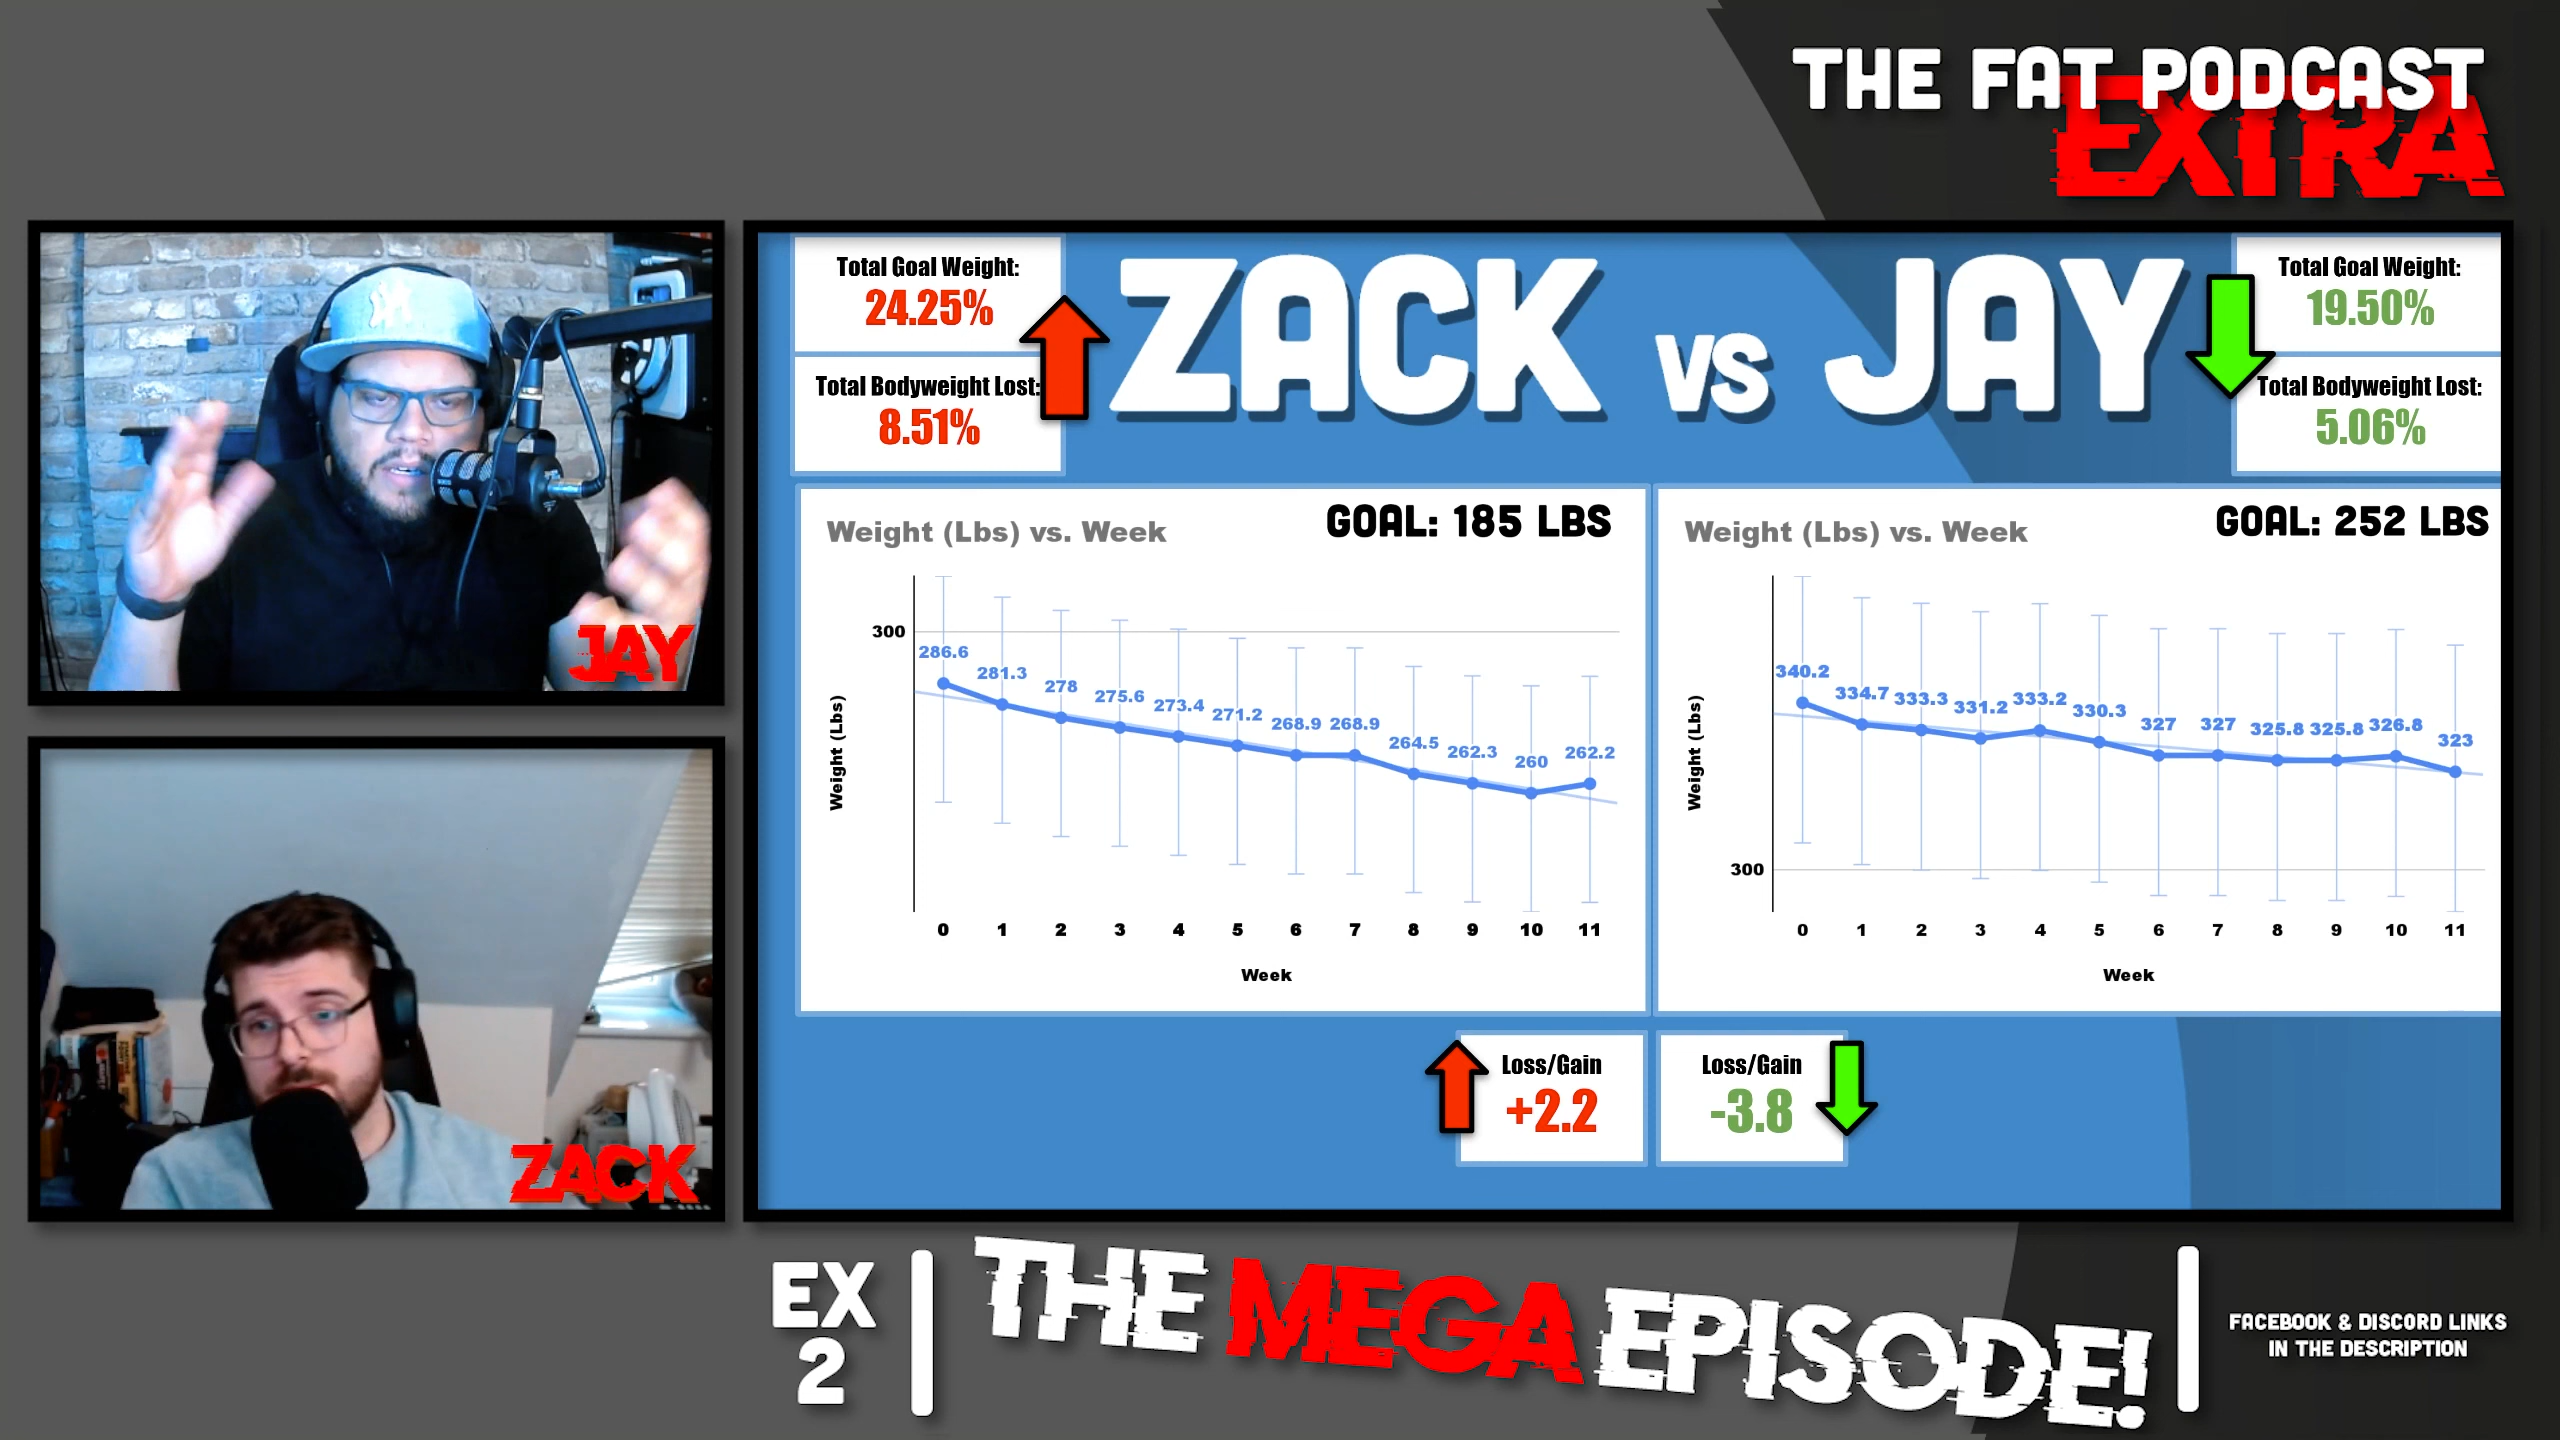 THE FAT PODCAST
EXTRA
JAY
ZACK
Total Goal Weight:
24.25%
Total Bodyweight Lost:
8.51%
ZACK VS JAY
Total Goal Weight:
19.50%
Total Bodyweight Lost:
5.06%
Weight (Lbs) vs. Week
GOAL: 185 LBS
Weight (Lbs)
300
286.6
281.3
278
275.6
273.4
271.2
268.9
268.9
264.5
262.3
260
262.2
0 1 2 3 4 5 6 7 8 9 10 11
Week
Weight (Lbs) vs. Week
GOAL: 252 LBS
Weight (Lbs)
340.2
334.7
333.3
331.2
333.2
330.3
327
327
325.8
325.8
326.8
323
300
0 1 2 3 4 5 6 7 8 9 10 11
Week
Loss/Gain
+2.2
Loss/Gain
-3.8
EX
2
THE MEGA EPISODE!
FACEBOOK & DISCORD LINKS
IN THE DESCRIPTION